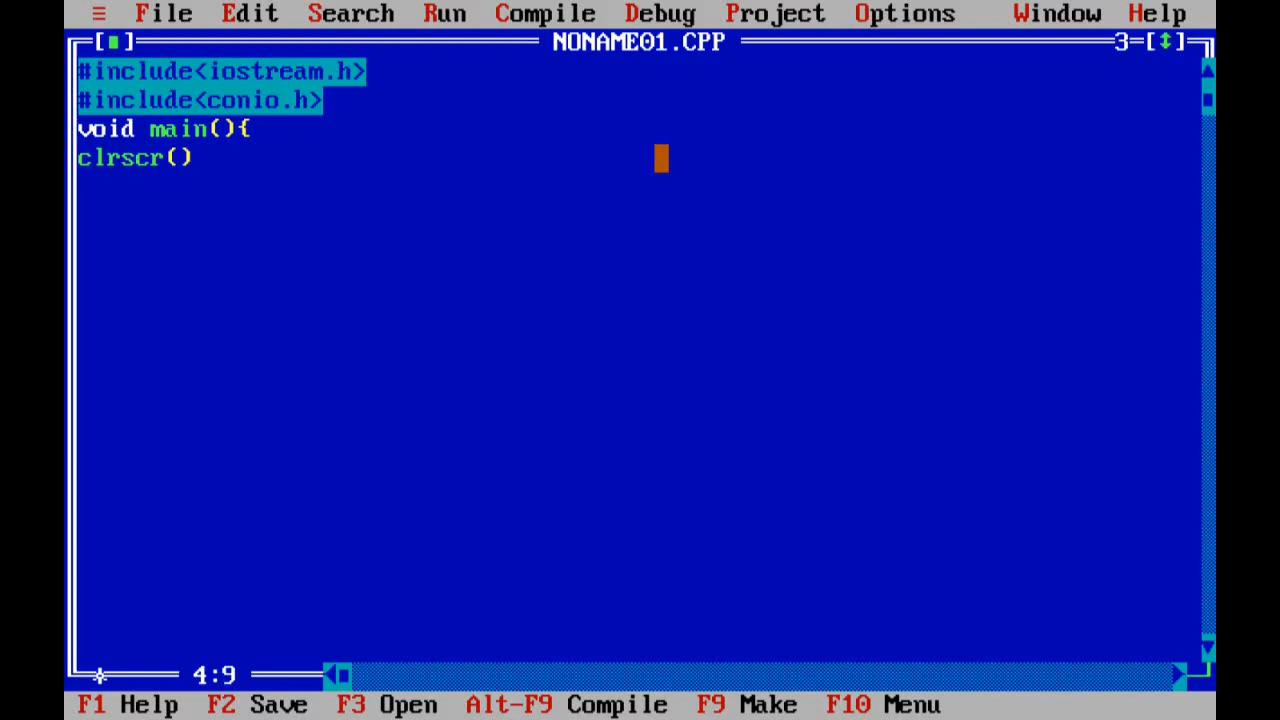 ≡ File Edit Search Run Compile Debug Project Options Window Help
[■] NONAME01.CPP 3=[↕]
#include<iostream.h>
#include<conio.h>
void main(){
clrscr()
4:9
F1 Help F2 Save F3 Open Alt-F9 Compile F9 Make F10 Menu